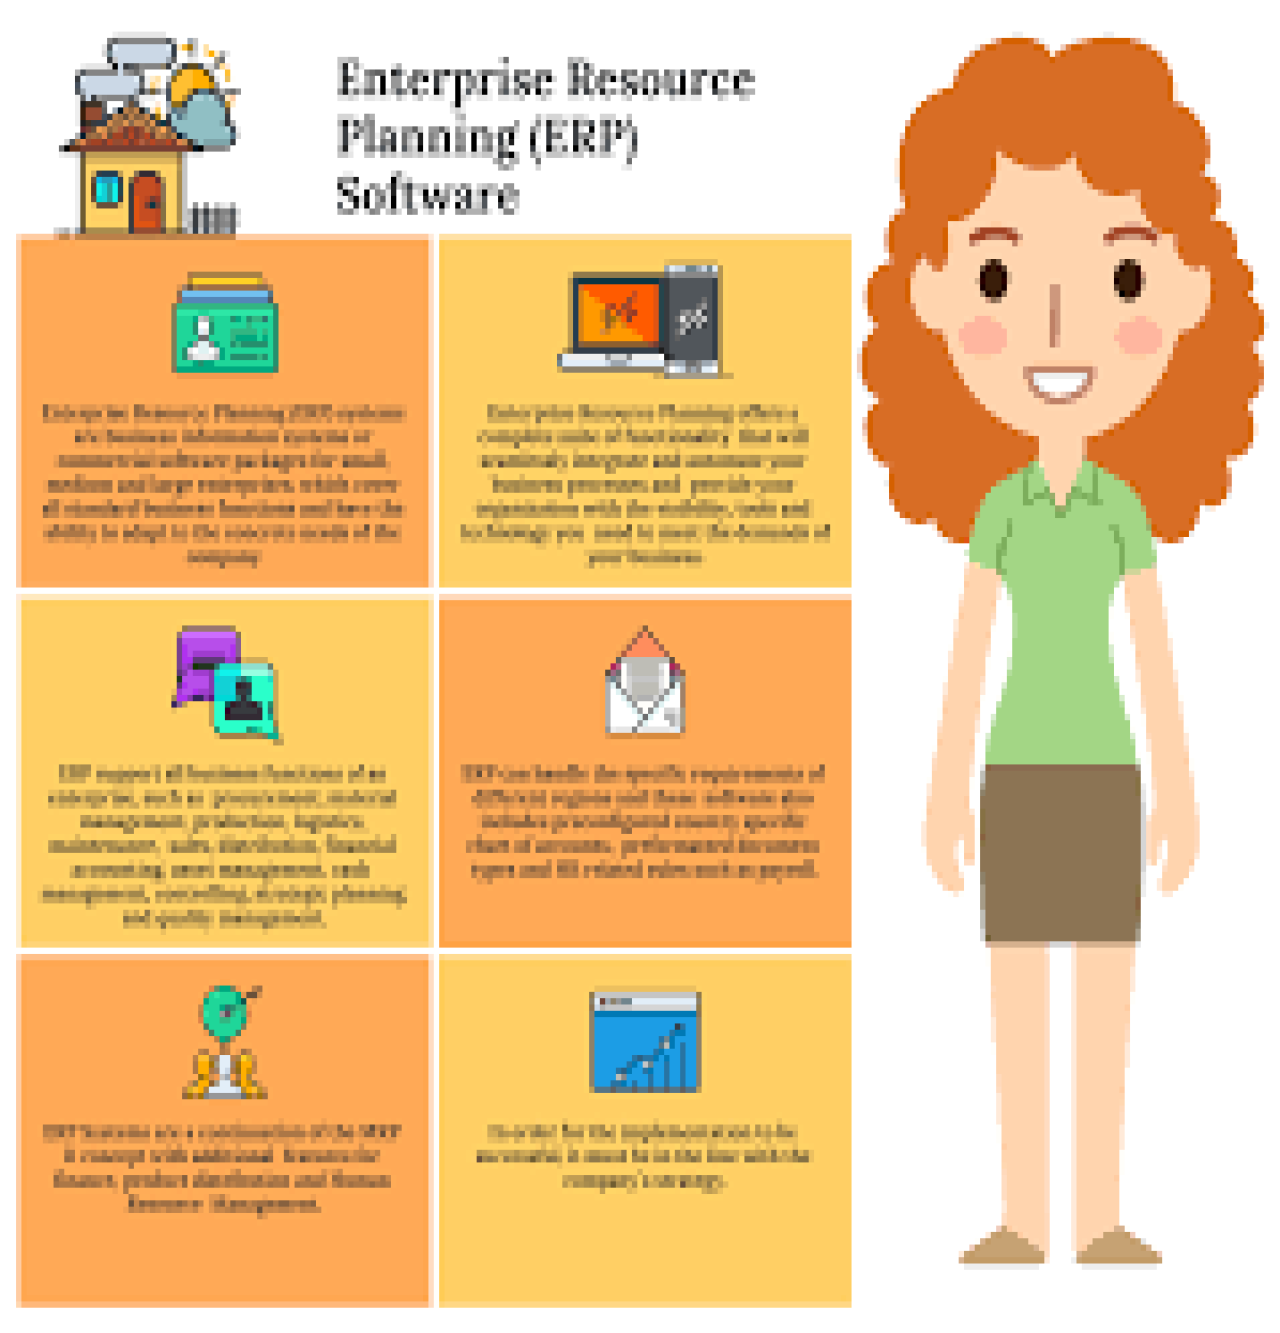 Enterprise Resource
Planning (ERP)
Software
Enterprise Resource Planning (ERP) systems
are business information systems or
commercial software packages for small,
medium and large enterprises, which cover
all standard business functions and have the
ability to adapt to the concrete needs of the
company.
Enterprise Resource Planning offers a
complete suite of functionality that will
seamlessly integrate and automate your
business processes and provide your
organization with the visibility, tools and
technology you need to meet the demands of
your business.
ERP support all business functions of an
enterprise, such as: procurement, material
management, production, logistics,
maintenance, sales, distribution, financial
accounting, asset management, cash
management, controlling, strategic planning
and quality management.
ERP can handle the specific requirements of
different regions and these software also
includes preconfigured country specific
chart of accounts, document
types and HR related rules such as payroll.
ERP features are a continuation of the MRP
concept with additional features for
finance, product distribution and Human
Resource Management.
In order for the implementation to be
successful, it must be in the line with the
company's strategy.